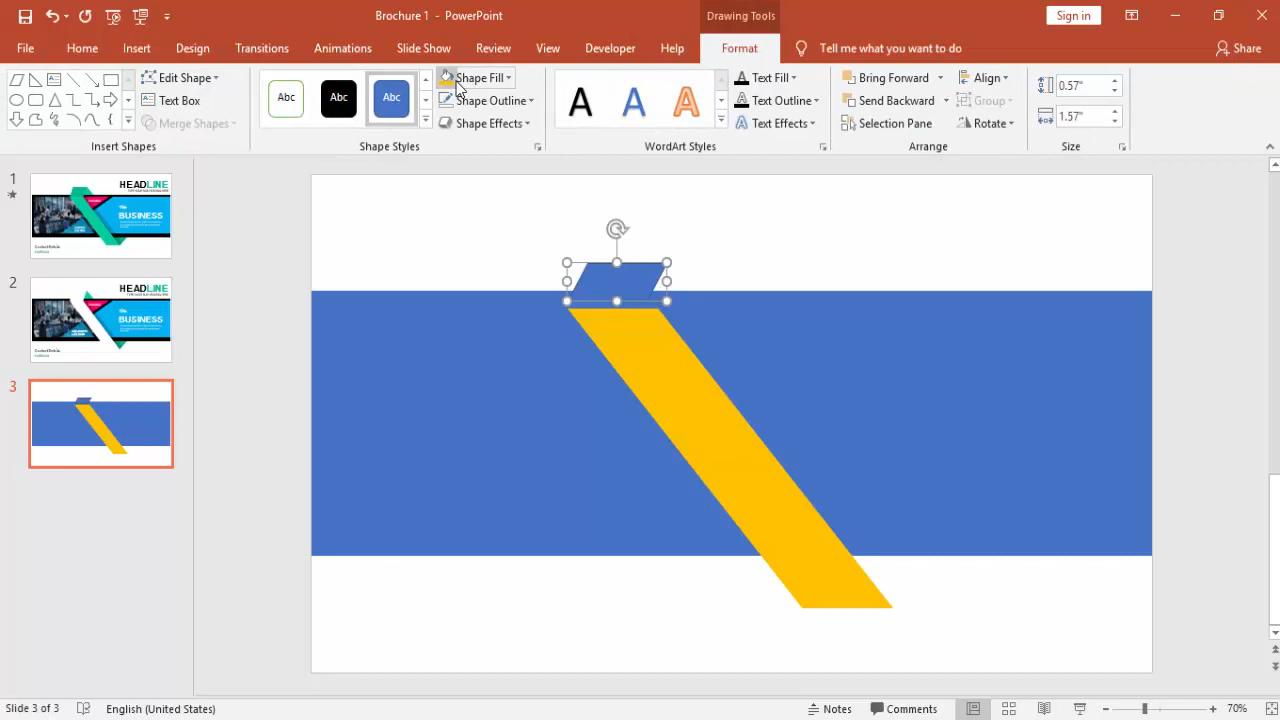 Brochure 1 - PowerPoint
Drawing Tools
Sign in
File Home Insert Design Transitions Animations Slide Show Review View Developer Help Format Tell me what you want to do Share
Edit Shape
Text Box
Merge Shapes
Insert Shapes
Abc Abc Abc
Shape Fill
Shape Outline
Shape Effects
Shape Styles
A A A
Text Fill
Text Outline
Text Effects
WordArt Styles
Bring Forward
Send Backward
Selection Pane
Align
Group
Rotate
Arrange
0.57"
1.57"
Size
1
HEADLINE
BUSINESS
2
HEADLINE
BUSINESS
3
Slide 3 of 3 English (United States) Notes Comments 70%